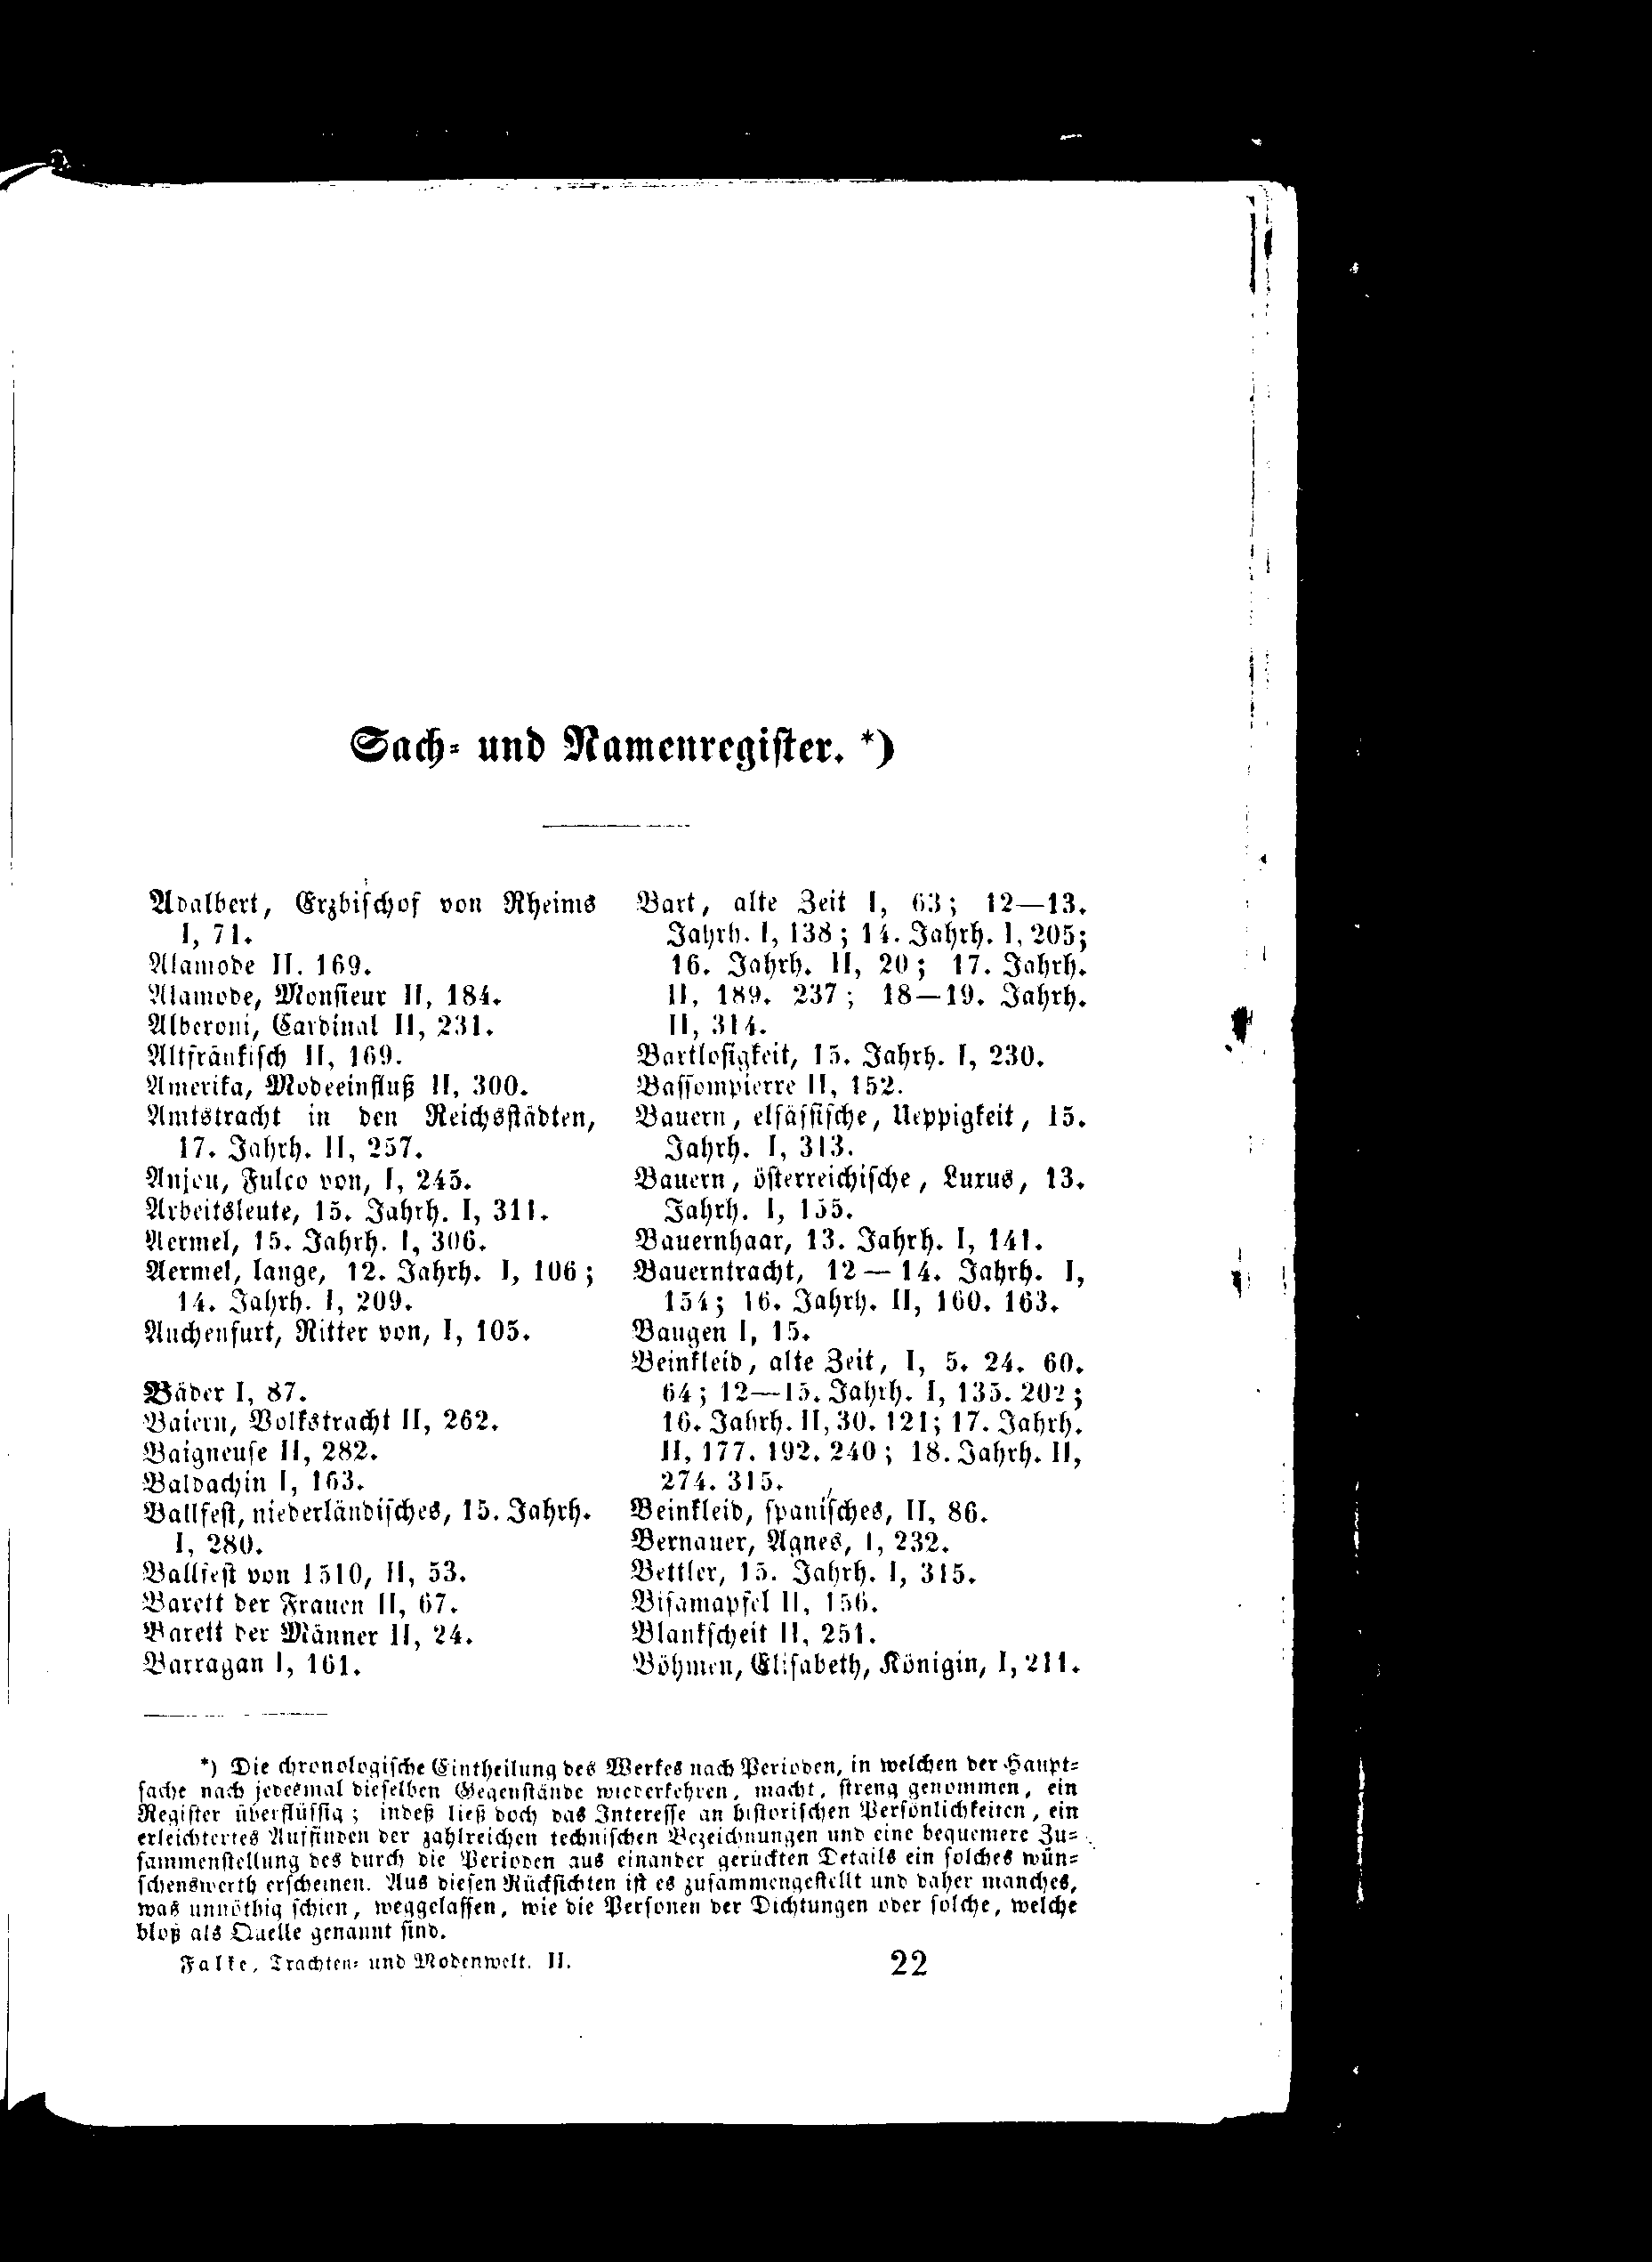 Sach- und Namenregister. *)
Adalbert, Erzbischof von Rheims
I, 71.
Alamode II. 169.
Alamode, Monsieur II, 184.
Alberoni, Cardinal II, 231.
Altfränkisch II, 169.
Amerika, Modeeinfluß II, 300.
Amtstracht in den Reichsstädten,
17. Jahrh. II, 257.
Anjou, Fulco von, I, 245.
Arbeitsleute, 15. Jahrh. I, 311.
Aermel, 15. Jahrh. I, 306.
Aermel, lange, 12. Jahrh. I, 106;
14. Jahrh. I, 209.
Auchenfurt, Ritter von, I, 105.
Bäder I, 87.
Baiern, Volkstracht II, 262.
Baigneuse II, 282.
Baldachin I, 163.
Ballfest, niederländisches, 15. Jahrh.
I, 280.
Ballfest von 1510, II, 53.
Barett der Frauen II, 67.
Barett der Männer II, 24.
Barragan I, 161.
Bart, alte Zeit I, 63; 12—13.
Jahrh. I, 138; 14. Jahrh. I, 205;
16. Jahrh. II, 20; 17. Jahrh.
II, 189. 237; 18—19. Jahrh.
II, 314.
Bartlosigkeit, 15. Jahrh. I, 230.
Bassompierre II, 152.
Bauern, elsässische, Ueppigkeit, 15.
Jahrh. I, 313.
Bauern, österreichische, Luxus, 13.
Jahrh. I, 155.
Bauernhaar, 13. Jahrh. I, 141.
Bauerntracht, 12 — 14. Jahrh. I,
154; 16. Jahrh. II, 160. 163.
Baugen I, 15.
Beinkleid, alte Zeit, I, 5. 24. 60.
64; 12—15. Jahrh. I, 135. 202;
16. Jahrh. II, 30. 121; 17. Jahrh.
II, 177. 192. 240; 18. Jahrh. II,
274. 315.
Beinkleid, spanisches, II, 86.
Bernauer, Agnes, I, 232.
Bettler, 15. Jahrh. I, 315.
Bisamapfel II, 156.
Blankscheit II, 251.
Böhmen, Elisabeth, Königin, I, 211.
*) Die chronologische Eintheilung des Werkes nach Perioden, in welchen der Haupt-
sache nach jedesmal dieselben Gegenstände wiederkehren, macht, streng genommen, ein
Register überflüssig; indeß ließ doch das Interesse an historischen Persönlichkeiten, ein
erleichtertes Auffinden der zahlreichen technischen Bezeichnungen und eine bequemere Zu-
sammenstellung des durch die Perioden aus einander gerückten Details ein solches wün-
schenswerth erscheinen. Aus diesen Rücksichten ist es zusammengestellt und daher manches,
was unnöthig schien, weggelassen, wie die Personen der Dichtungen oder solche, welche
bloß als Quelle genannt sind.
Falke, Trachten- und Modenwelt. II. 22